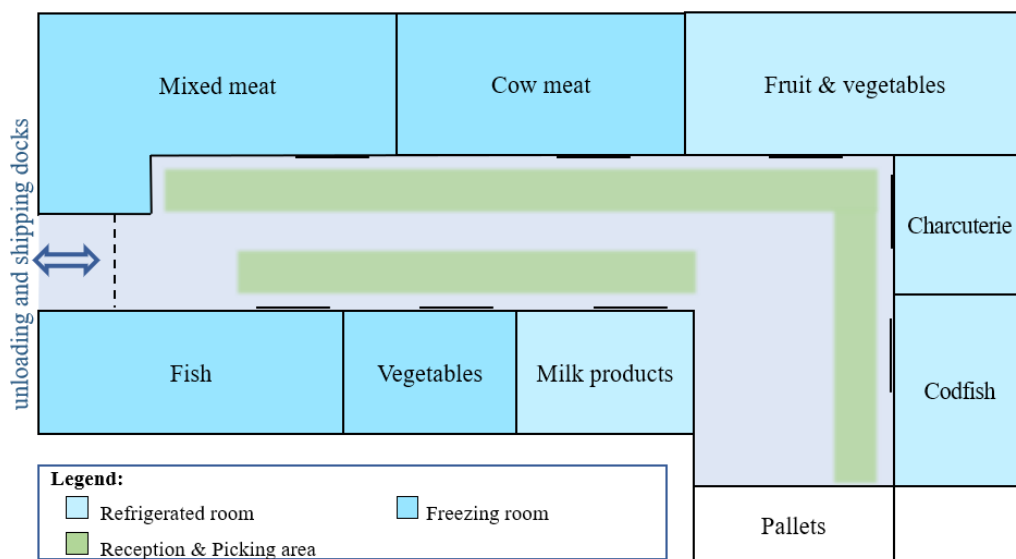 Mixed meat
Cow meat
Fruit & vegetables
unloading and shipping docks
Charcuterie
Fish
Vegetables
Milk products
Codfish
Legend:
Refrigerated room
Freezing room
Reception & Picking area
Pallets